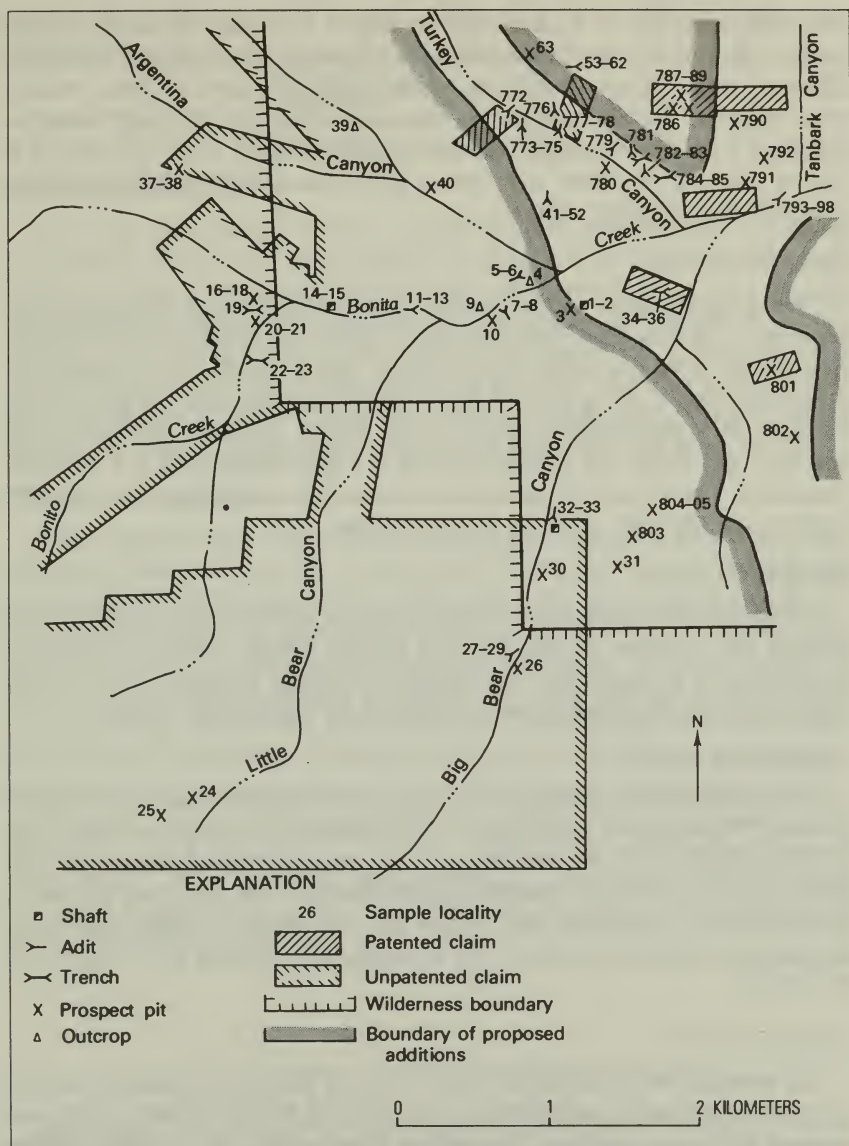 Argentina
Canyon
Turkey
Canyon
Tanbark Canyon
63
53–62
787–89
772
776
777–78
773–75
779
781
786
790
782–83
792
780
784–85
791
793–98
39
37–38
40
41–52
Creek
5–6
4
16–18
14–15
Bonita
11–13
9
7–8
1–2
3
19
10
20–21
34–36
22–23
801
Creek
802
Canyon
32–33
804–05
803
Bonito
Canyon
30
31
27–29
26
Bear
Bear
N
Little
Big
24
25
EXPLANATION
Shaft
26 Sample locality
Adit
Patented claim
Trench
Unpatented claim
Prospect pit
Wilderness boundary
Outcrop
Boundary of proposed
additions
0 1 2 KILOMETERS